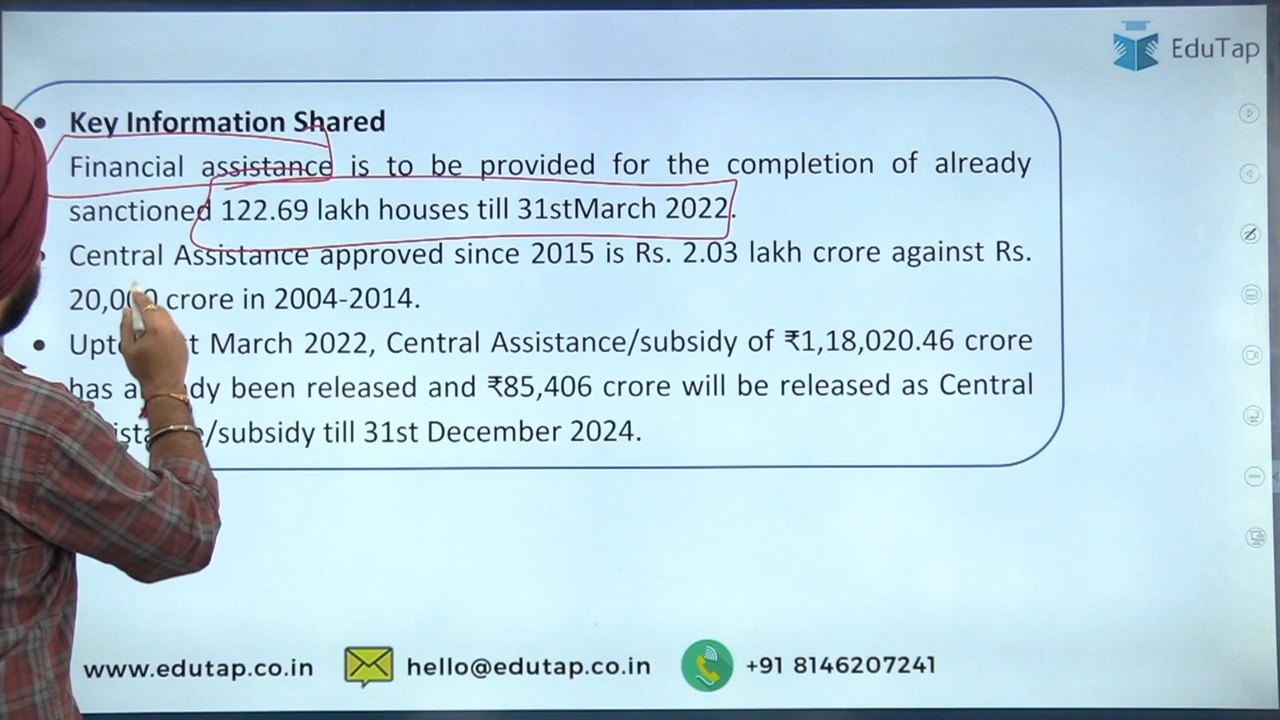 EduTap
• Key Information Shared
Financial assistance is to be provided for the completion of already
sanctioned 122.69 lakh houses till 31stMarch 2022.
Central Assistance approved since 2015 is Rs. 2.03 lakh crore against Rs.
20,000 crore in 2004-2014.
• March 2022, Central Assistance/subsidy of ₹1,18,020.46 crore
has been released and ₹85,406 crore will be released as Central
/subsidy till 31st December 2024.
www.edutap.co.in hello@edutap.co.in +91 8146207241